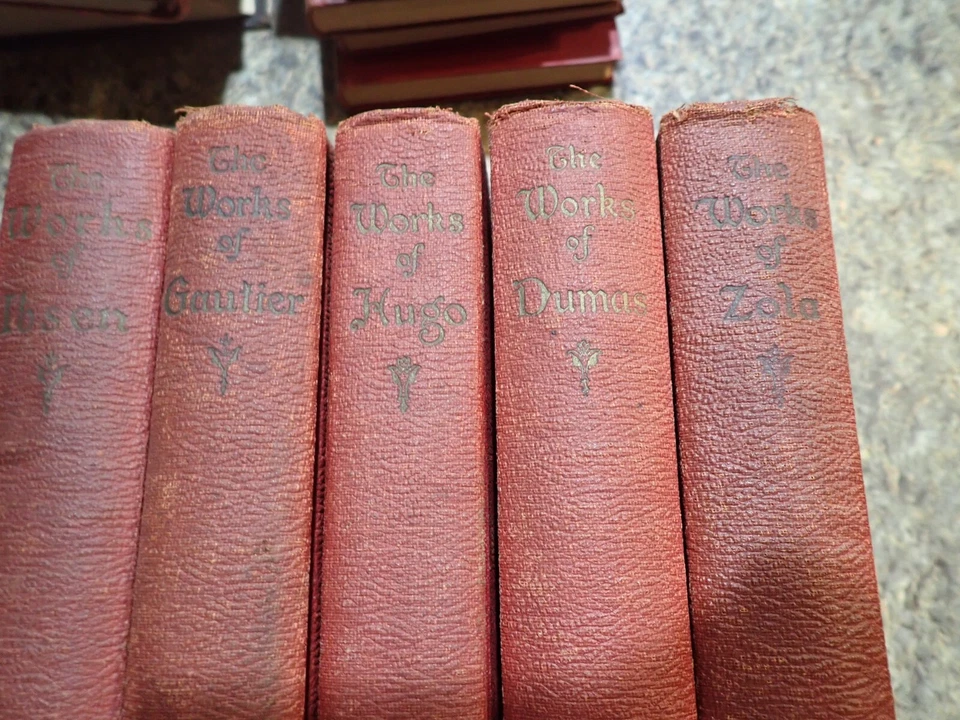 The
Works
of
Ibsen
The
Works
of
Gautier
The
Works
of
Hugo
The
Works
of
Dumas
The
Works
of
Zola